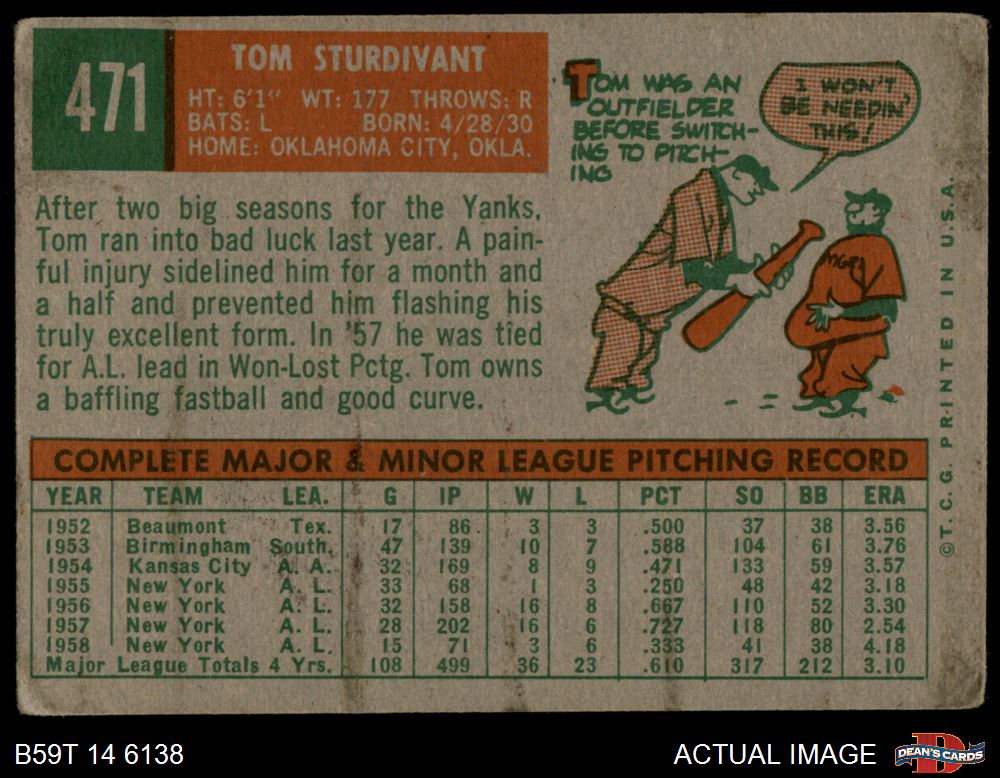 471
TOM STURDIVANT
HT: 6'1" WT: 177 THROWS: R
BATS: L BORN: 4/28/30
HOME: OKLAHOMA CITY, OKLA.
TOM WAS AN
OUTFIELDER
BEFORE SWITCH-
ING TO PITCH-
ING
I WON'T
BE NEEDIN'
THIS!
MGR.
After two big seasons for the Yanks,
Tom ran into bad luck last year. A pain-
ful injury sidelined him for a month and
a half and prevented him flashing his
truly excellent form. In '57 he was tied
for A.L. lead in Won-Lost Pctg. Tom owns
a baffling fastball and good curve.
COMPLETE MAJOR & MINOR LEAGUE PITCHING RECORD
YEAR TEAM LEA. G IP W L PCT SO BB ERA
1952 Beaumont Tex. 17 86 3 3 .500 37 38 3.56
1953 Birmingham South. 47 139 10 7 .588 104 61 3.76
1954 Kansas City A. A. 32 169 8 9 .471 133 59 3.57
1955 New York A. L. 33 68 1 3 .250 48 42 3.18
1956 New York A. L. 32 158 16 8 .667 110 52 3.30
1957 New York A. L. 28 202 16 6 .727 118 80 2.54
1958 New York A. L. 15 71 3 6 .333 41 38 4.18
Major League Totals 4 Yrs. 108 499 36 23 .610 317 212 3.10
©T.C.G. PRINTED IN U.S.A.
B59T 14 6138
ACTUAL IMAGE
DEAN'S CARDS